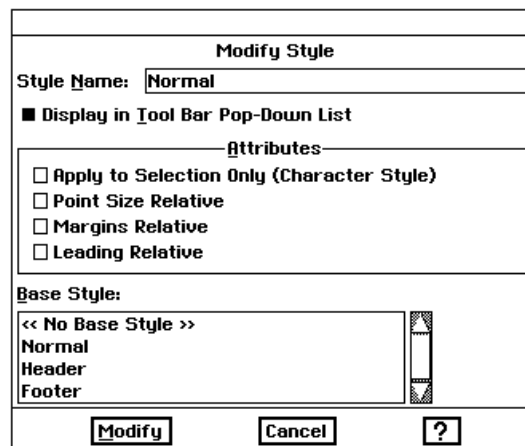 Modify Style
Style Name: Normal
Display in Tool Bar Pop-Down List
Attributes
Apply to Selection Only (Character Style)
Point Size Relative
Margins Relative
Leading Relative
Base Style:
<< No Base Style >>
Normal
Header
Footer
Modify Cancel ?